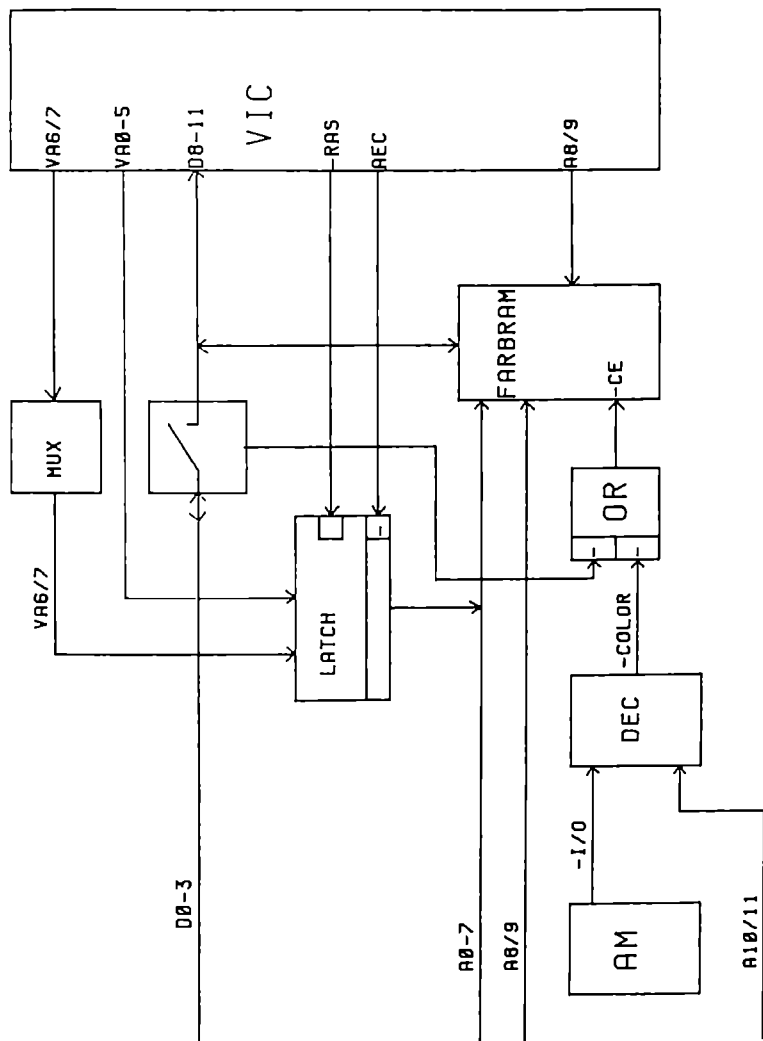 VIC
VA6/7
VA0-5
D8-11
-RAS
AEC
A8/9
MUX
VA6/7
LATCH
-
FARBRAM
-CE
OR
-
-
-COLOR
DEC
-I/O
AM
D0-3
A0-7
A8/9
A10/11